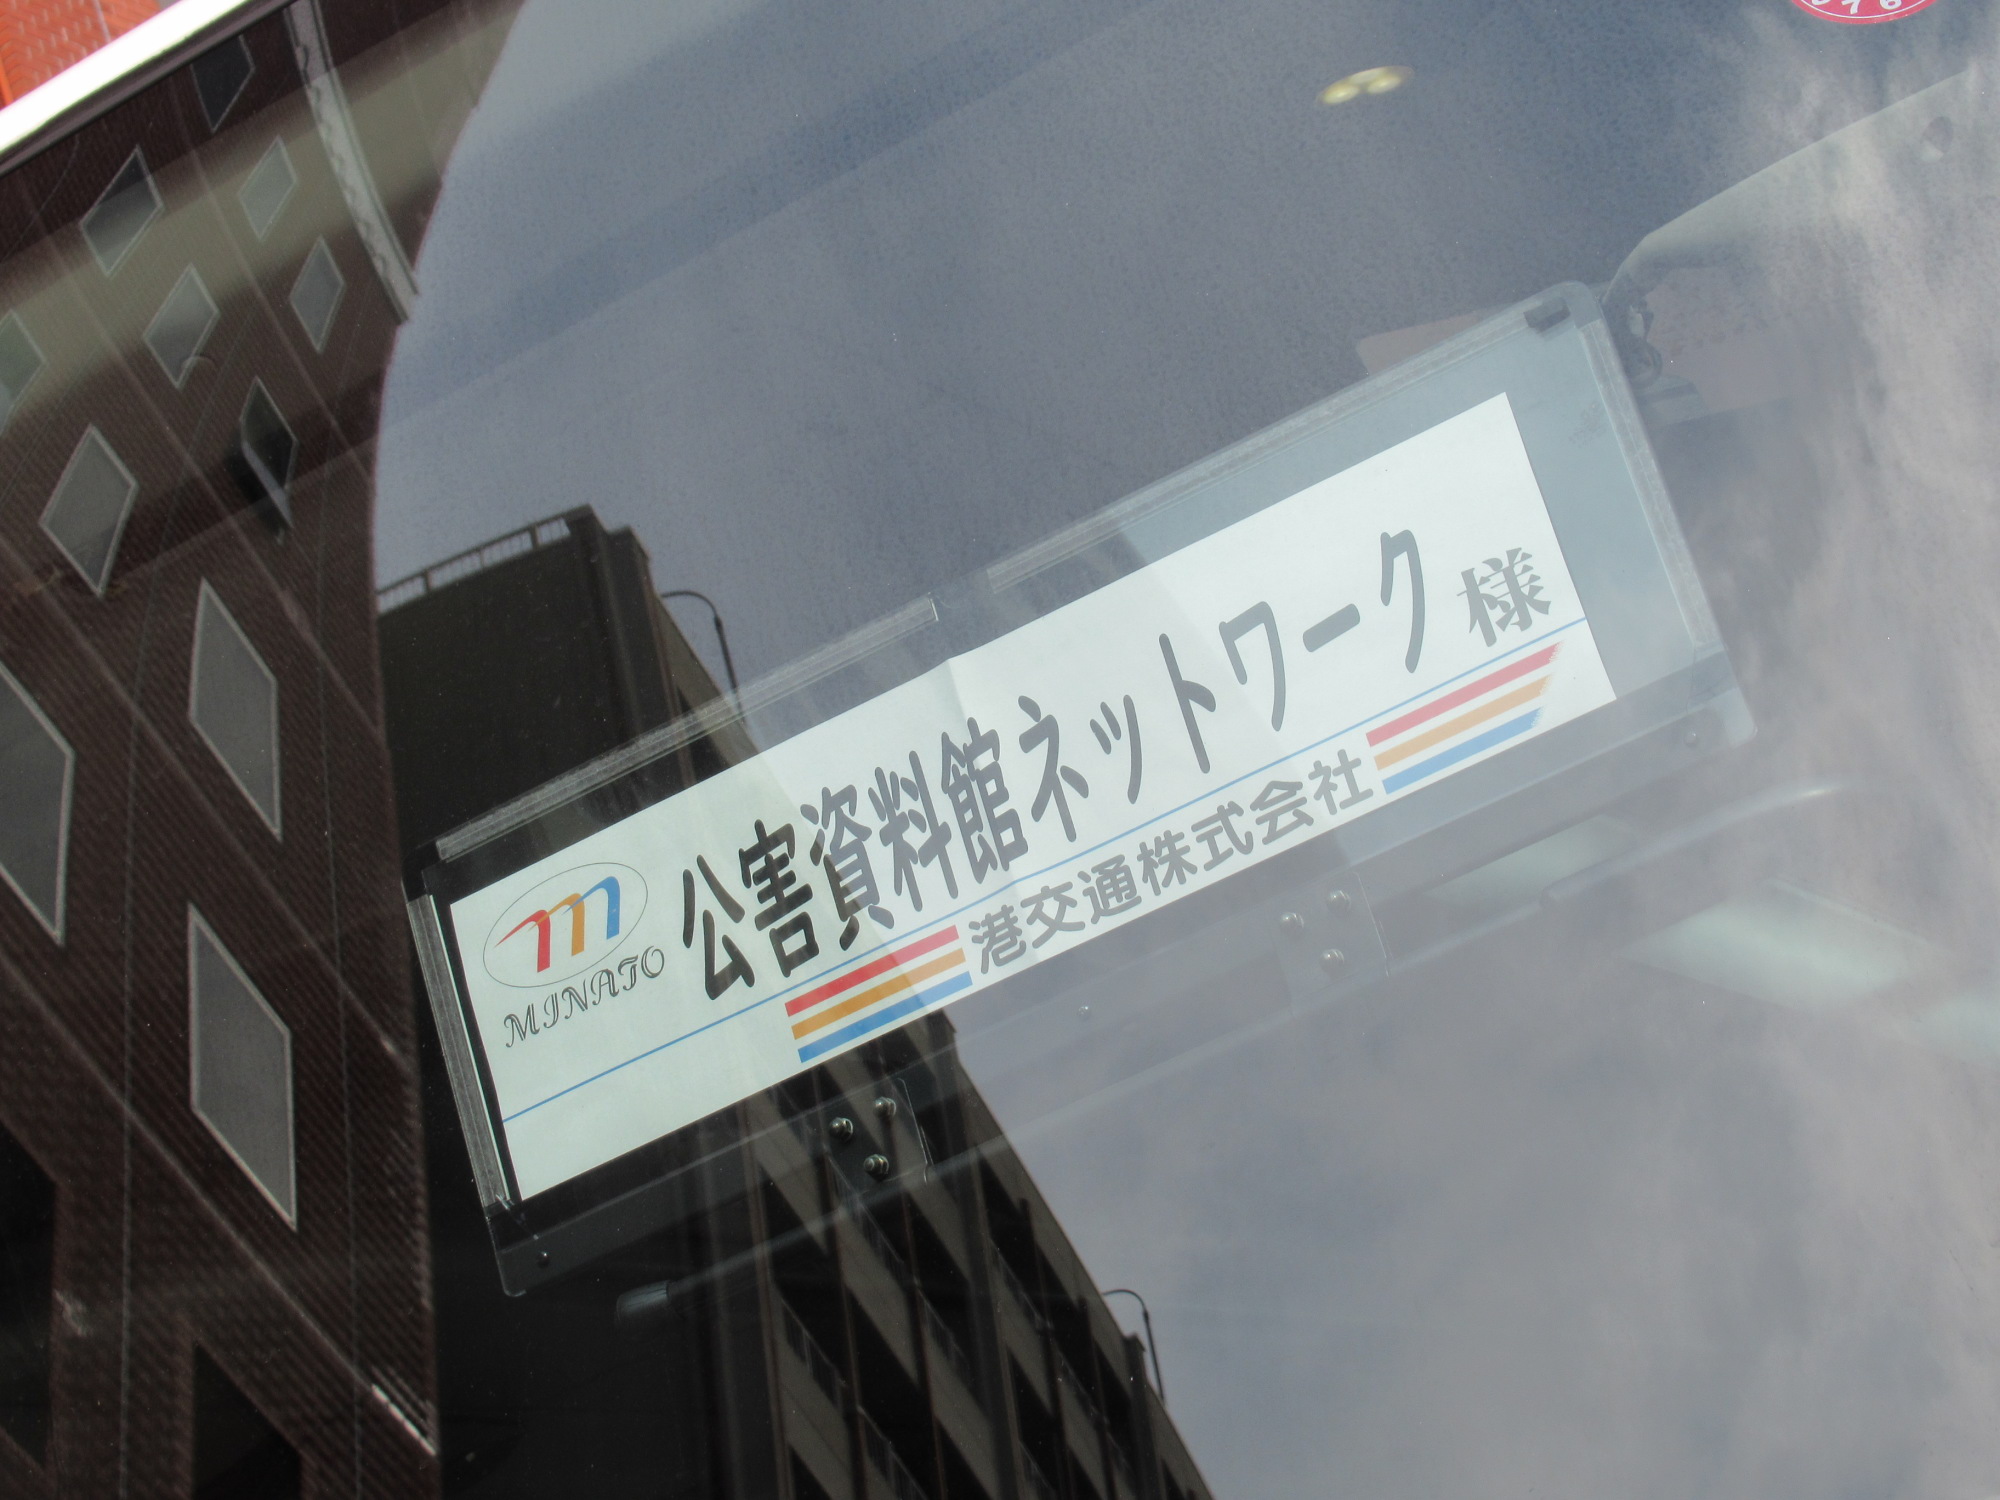 公害資料館ネットワーク 様
MINATO
港交通株式会社